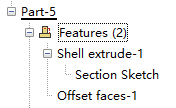 Part-5
Features (2)
Shell extrude-1
Section Sketch
Offset faces-1